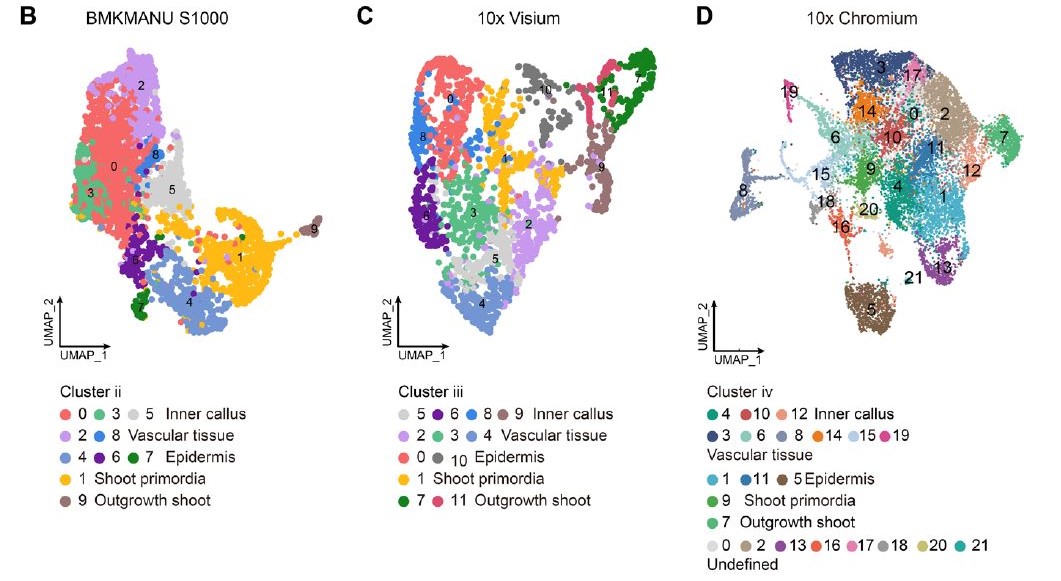 B BMKMANU S1000
2
8
0
3
5
9
6
1
4
7
UMAP_2
UMAP_1
Cluster ii
0 3 5 Inner callus
2 8 Vascular tissue
4 6 7 Epidermis
1 Shoot primordia
9 Outgrowth shoot
C 10x Visium
7
10
11
0
8
1
9
6
3
2
5
4
UMAP_2
UMAP_1
Cluster iii
5 6 8 9 Inner callus
2 3 4 Vascular tissue
0 10 Epidermis
1 Shoot primordia
7 11 Outgrowth shoot
D 10x Chromium
3
17
19
14
0
2
6
10
7
11
9
12
15
8
4
1
18
20
16
13
21
5
UMAP_2
UMAP_1
Cluster iv
4 10 12 Inner callus
3 6 8 14 15 19
Vascular tissue
1 11 5 Epidermis
9 Shoot primordia
7 Outgrowth shoot
0 2 13 16 17 18 20 21
Undefined